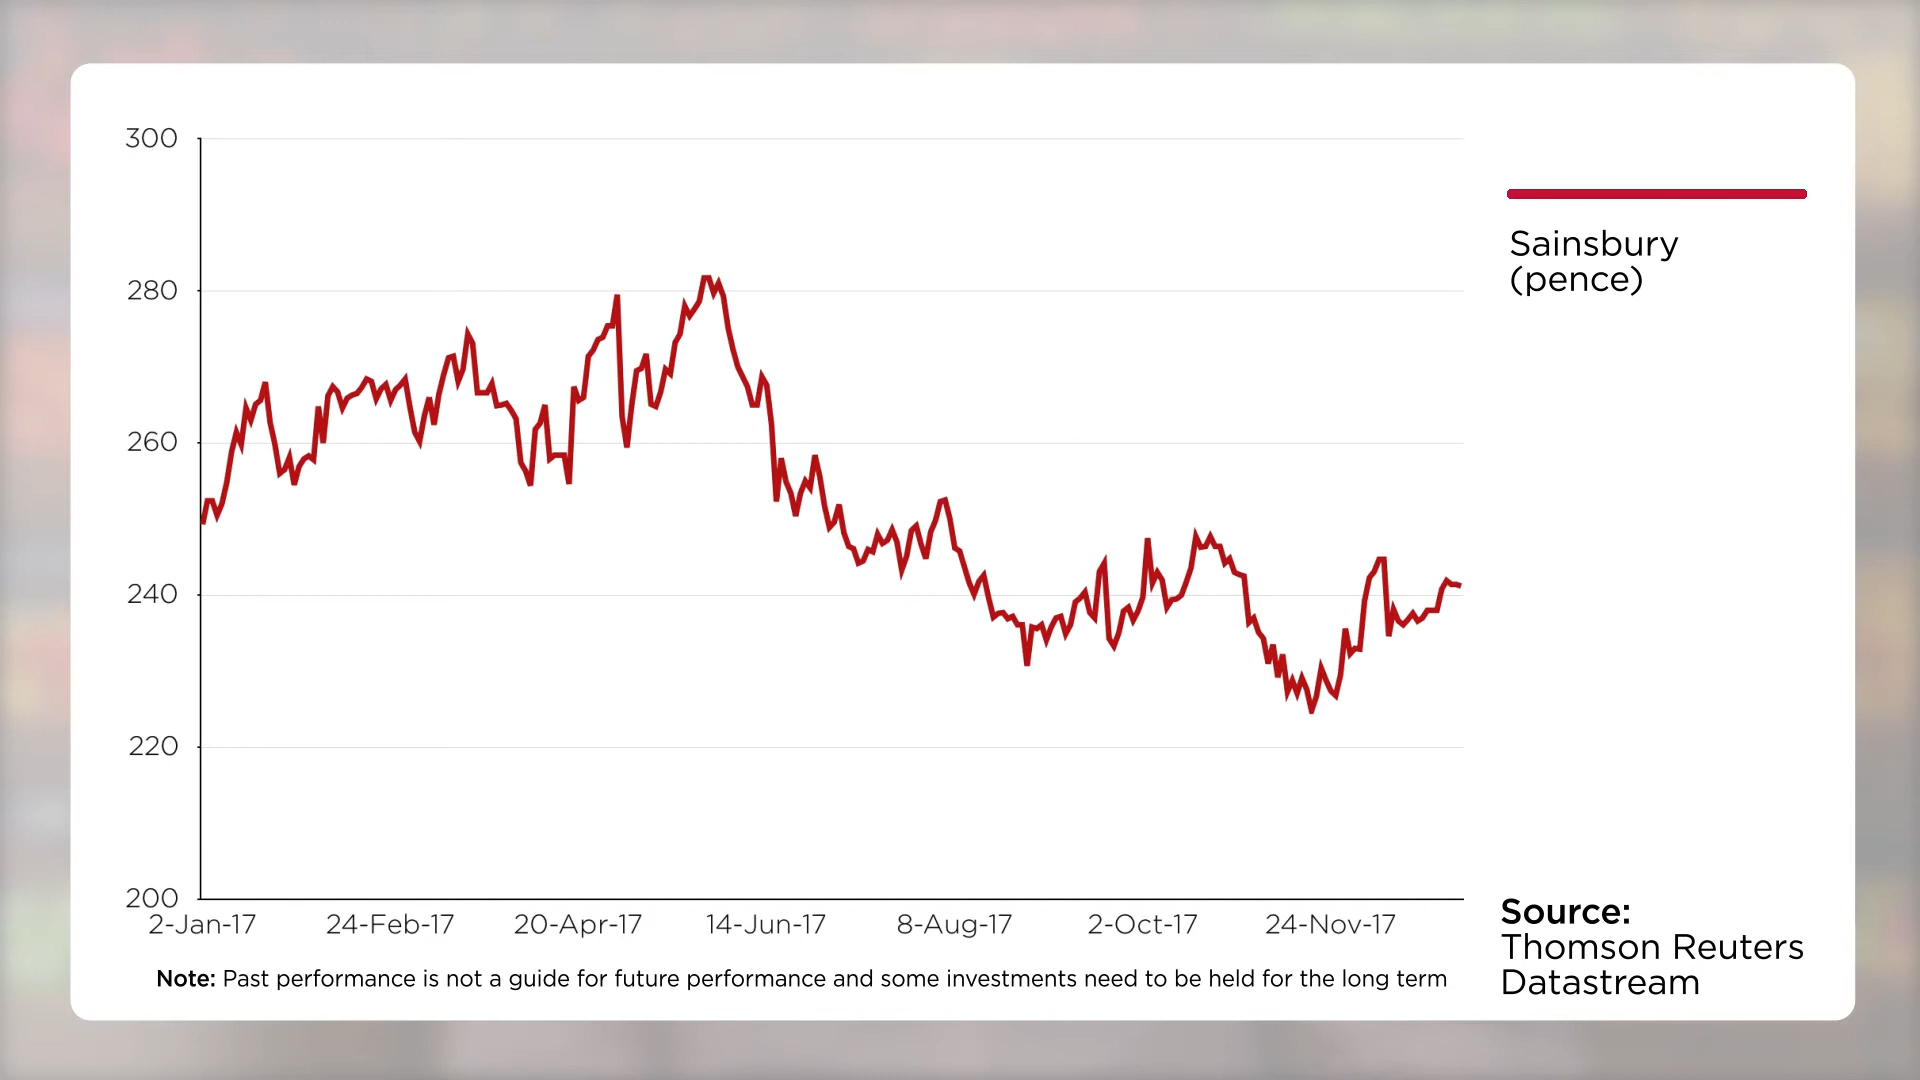 300
280
260
240
220
200
2-Jan-17 24-Feb-17 20-Apr-17 14-Jun-17 8-Aug-17 2-Oct-17 24-Nov-17
Note: Past performance is not a guide for future performance and some investments need to be held for the long term
Sainsbury
(pence)
Source:
Thomson Reuters
Datastream